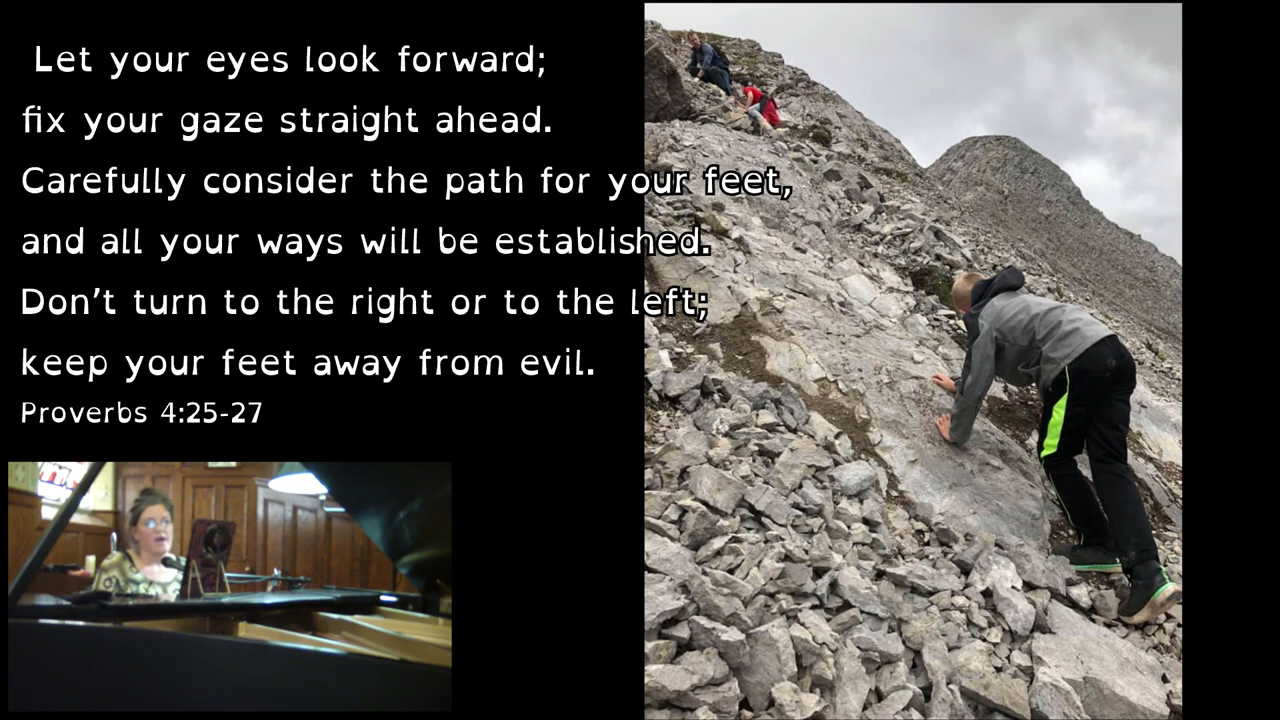 Let your eyes look forward;
fix your gaze straight ahead.
Carefully consider the path for your feet,
and all your ways will be established.
Don’t turn to the right or to the left;
keep your feet away from evil.
Proverbs 4:25-27